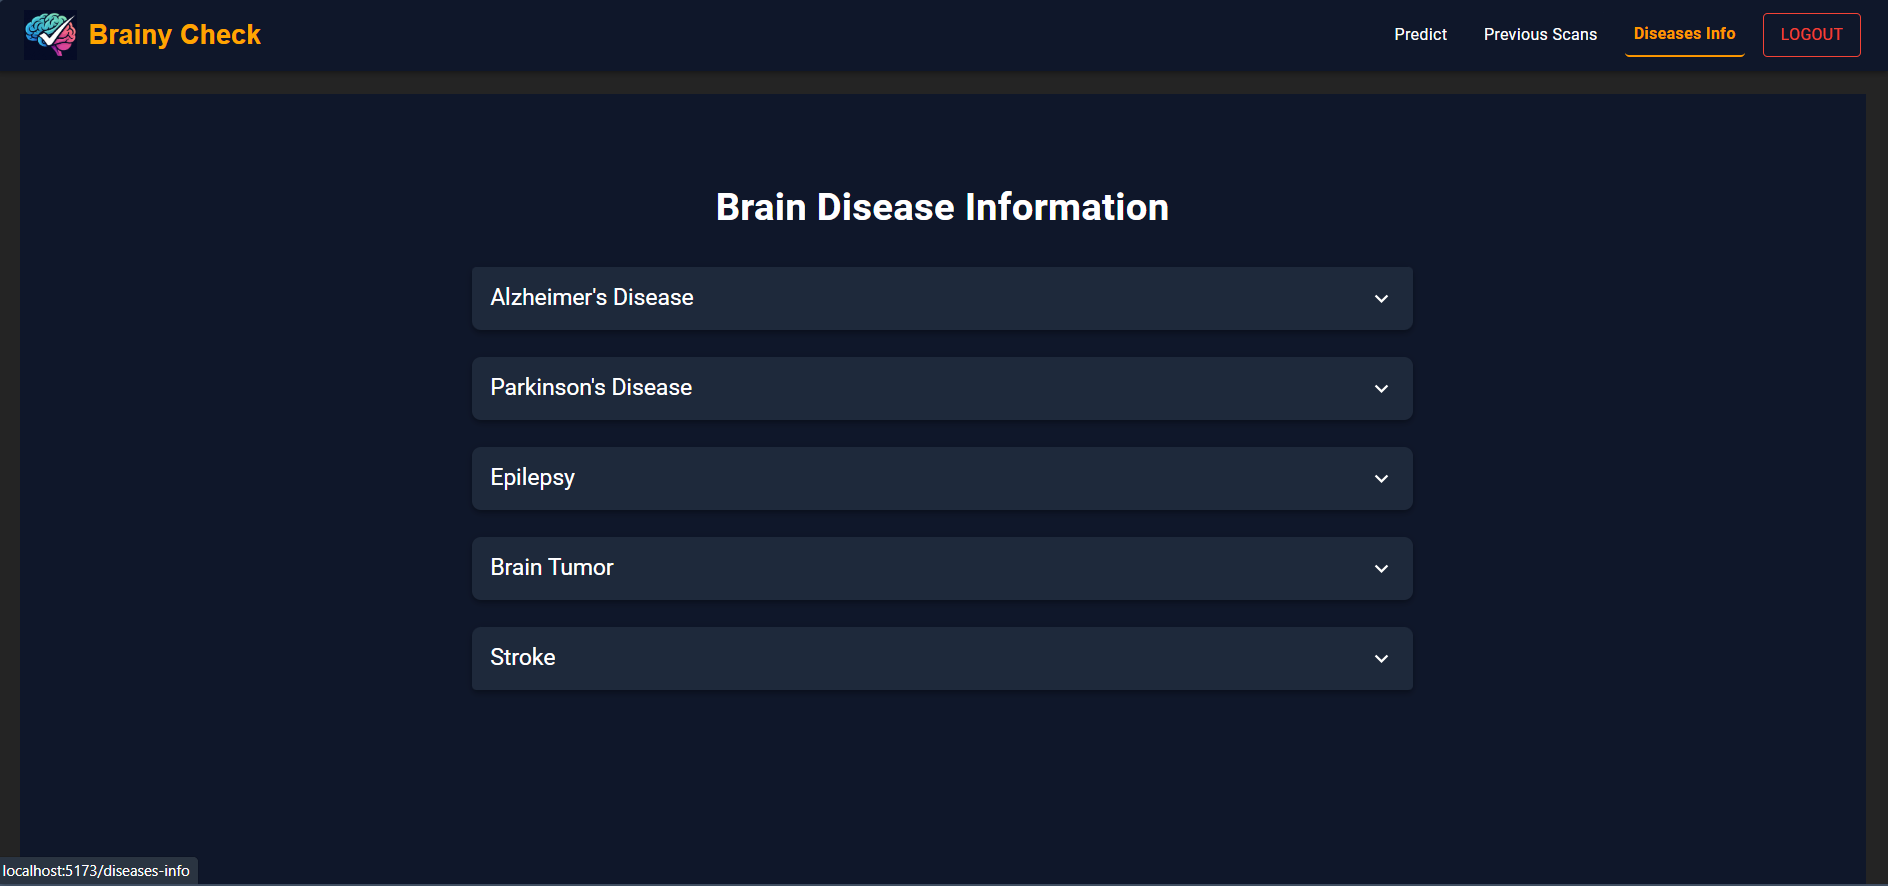 Brainy Check
Predict
Previous Scans
Diseases Info
LOGOUT
Brain Disease Information
Alzheimer's Disease
Parkinson's Disease
Epilepsy
Brain Tumor
Stroke
localhost:5173/diseases-info